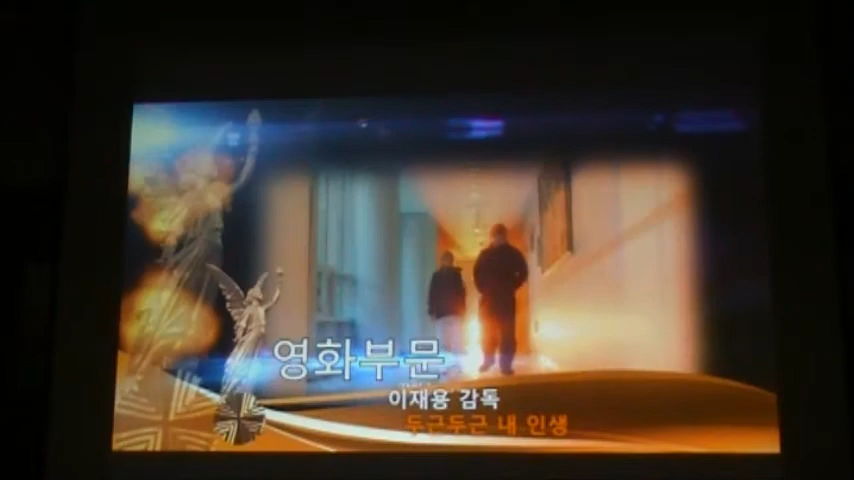 영화부문
이재용 감독
두근두근 내 인생